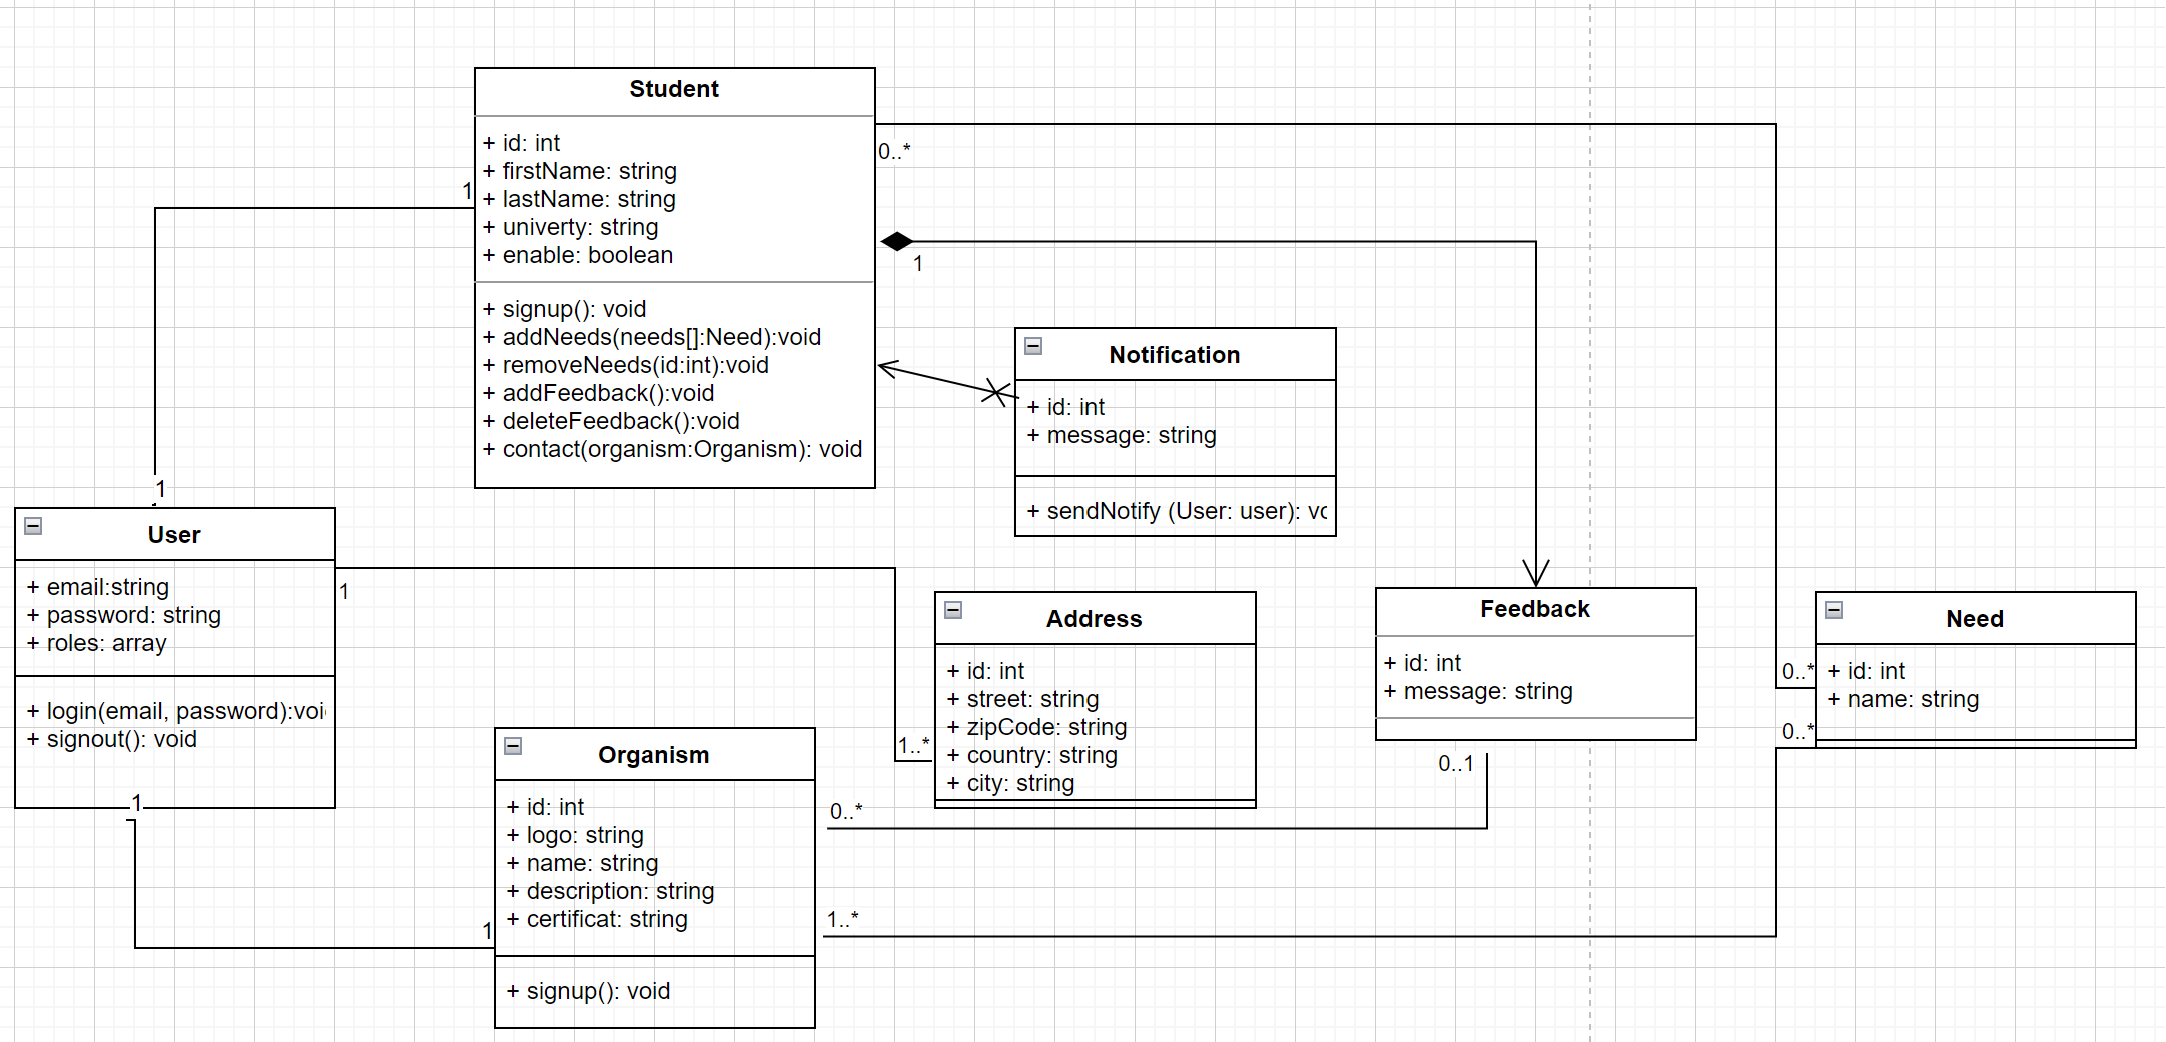 Student
+ id: int
+ firstName: string
+ lastName: string
+ univerty: string
+ enable: boolean
+ signup(): void
+ addNeeds(needs[]:Need):void
+ removeNeeds(id:int):void
+ addFeedback():void
+ deleteFeedback():void
+ contact(organism:Organism): void
0..*
1
1
1
Notification
+ id: int
+ message: string
+ sendNotify (User: user): vo
User
+ email:string
+ password: string
+ roles: array
+ login(email, password):voi
+ signout(): void
1
1
Address
+ id: int
+ street: string
+ zipCode: string
+ country: string
+ city: string
1..*
Feedback
+ id: int
+ message: string
0..1
Need
+ id: int
+ name: string
0..*
0..*
Organism
+ id: int
+ logo: string
+ name: string
+ description: string
+ certificat: string
+ signup(): void
0..*
1..*
1